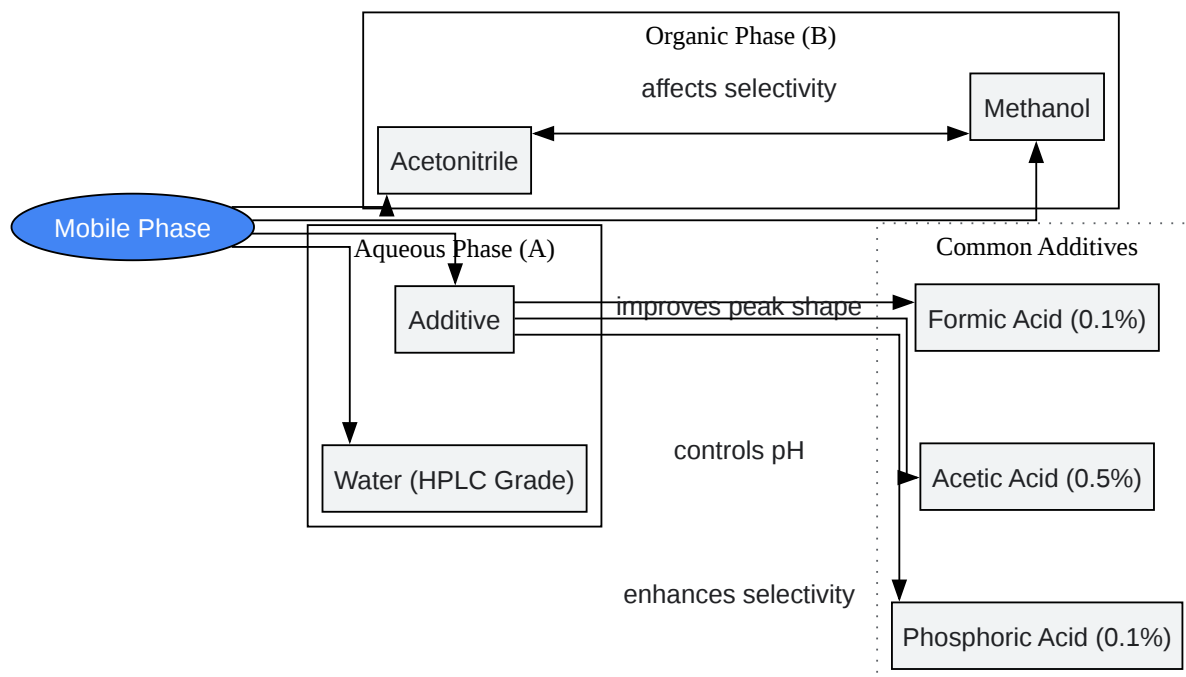 Organic Phase (B)
affects selectivity
Methanol
Acetonitrile
Mobile Phase
Aqueous Phase (A)
Common Additives
Additive
improves peak shape
Formic Acid (0.1%)
controls pH
Water (HPLC Grade)
Acetic Acid (0.5%)
enhances selectivity
Phosphoric Acid (0.1%)